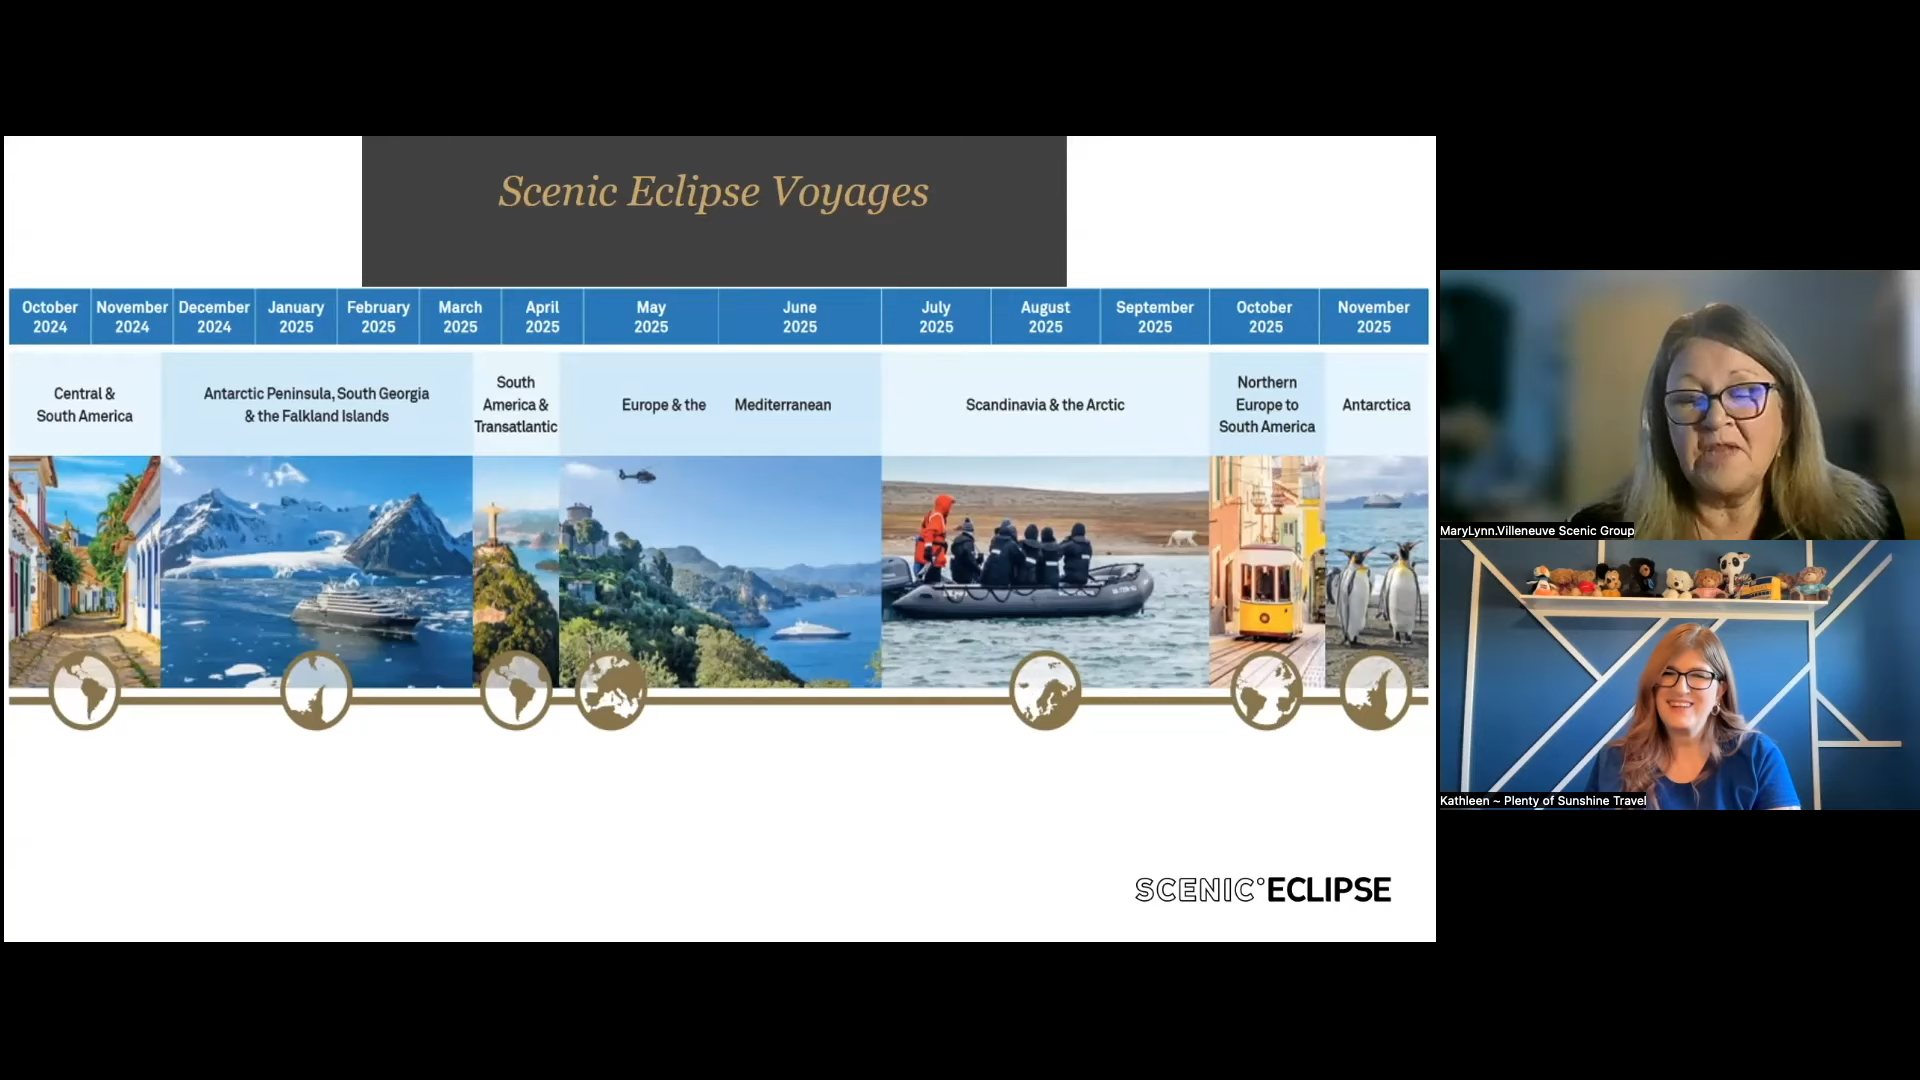 Scenic Eclipse Voyages
October
2024
November
2024
December
2024
January
2025
February
2025
March
2025
April
2025
May
2025
June
2025
July
2025
August
2025
September
2025
October
2025
November
2025
Central &
South America
Antarctic Peninsula, South Georgia
& the Falkland Islands
South
America &
Transatlantic
Europe & the Mediterranean
Scandinavia & the Arctic
Northern
Europe to
South America
Antarctica
SCENIC° ECLIPSE
MaryLynn.Villeneuve Scenic Group
Kathleen ~ Plenty of Sunshine Travel